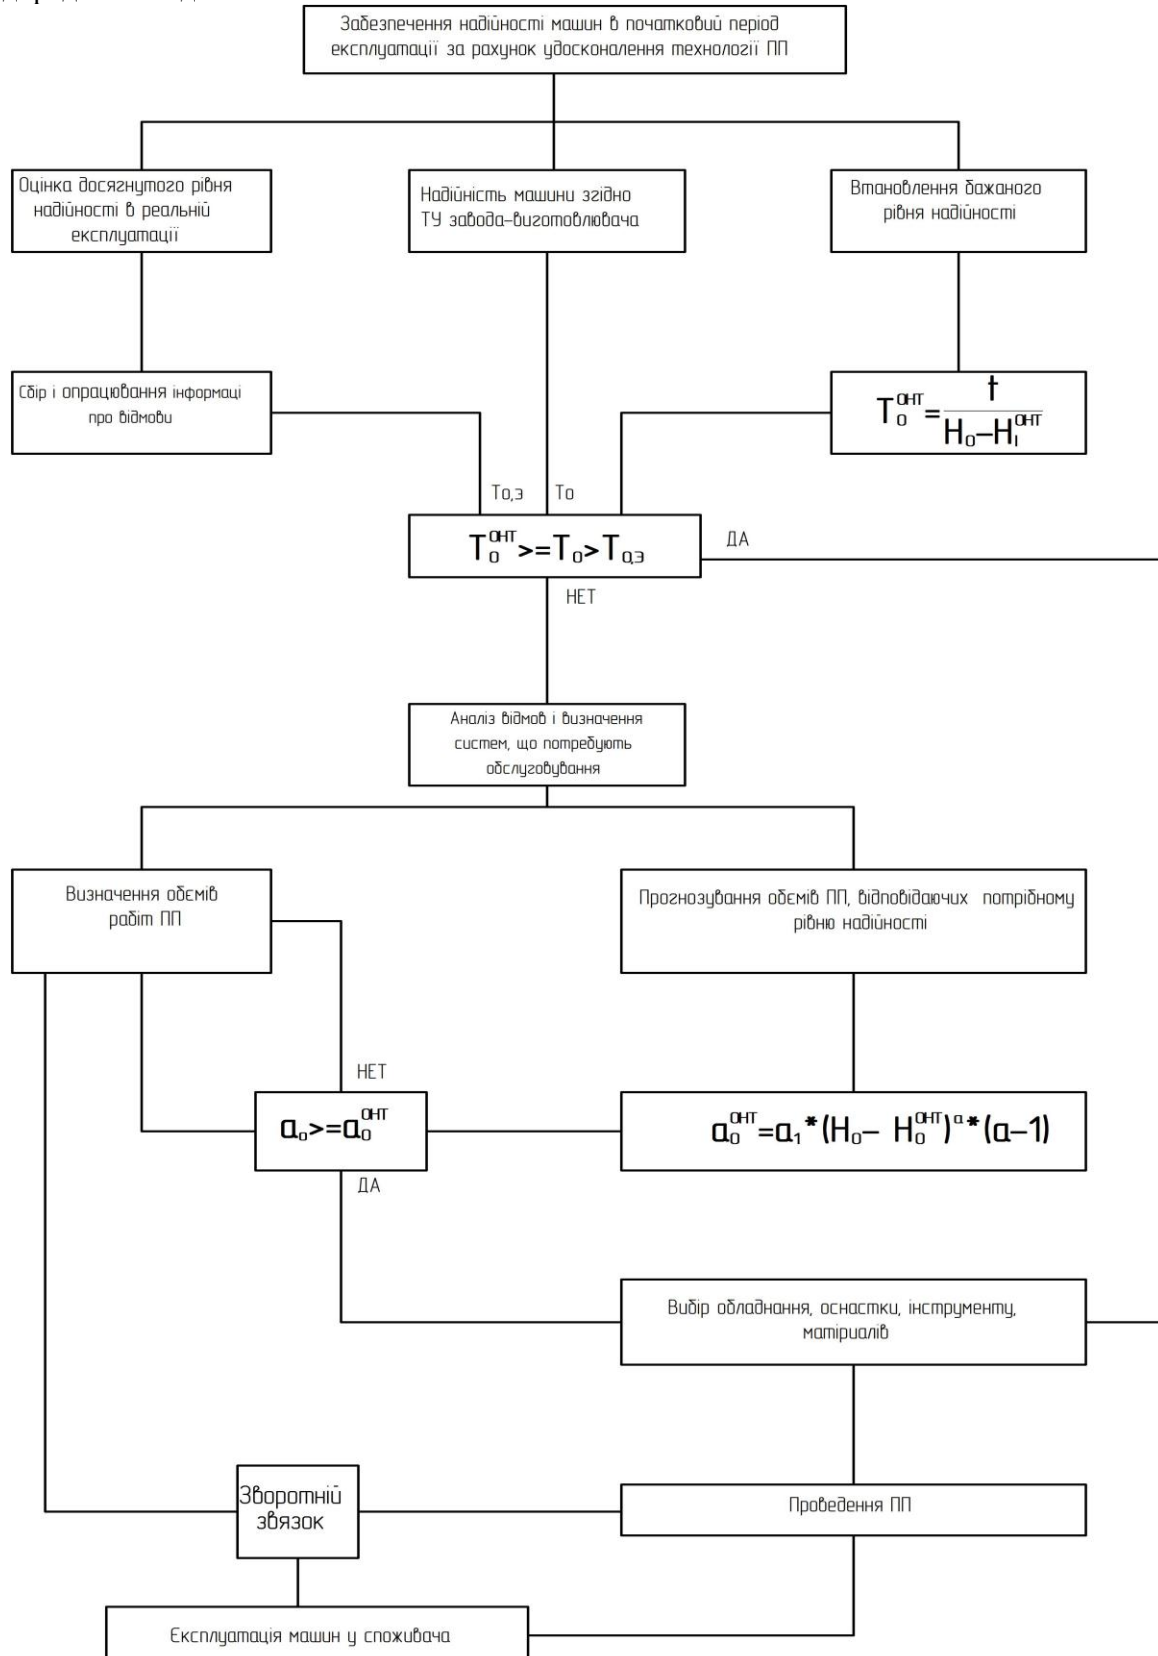 Забезпечення надійності машин в початковий період
експлуатації за рахунок удосконалення технології ПП
Оцінка досягнутого рівня
надійності в реальній
експлуатації
Надійність машини згідно
ТУ завода-виготовлювача
Втановлення бажаного
рівня надійності
Сбір і опрацювання інформаці
про відмови
T₀ᴼᴴᵀ = t / (H₀ – H₁ᴼᴴᵀ)
То,э
То
T₀ᴼᴴᵀ >= T₀ > T₀,э
ДА
НЕТ
Аналіз відмов і визначення
систем, що потребують
обслуговування
Визначення обємів
рабіт ПП
Прогнозування обємів ПП, відповідаючих потрібному
рівню надійності
НЕТ
a₀ >= a₀ᴼᴴᵀ
a₀ᴼᴴᵀ = a₁ * (H₀ – H₀ᴼᴴᵀ)ᵅ * (a – 1)
ДА
Вибір обладнання, оснастки, інструменту,
матіриалів
Зворотній
звязок
Проведення ПП
Експлуатація машин у споживача